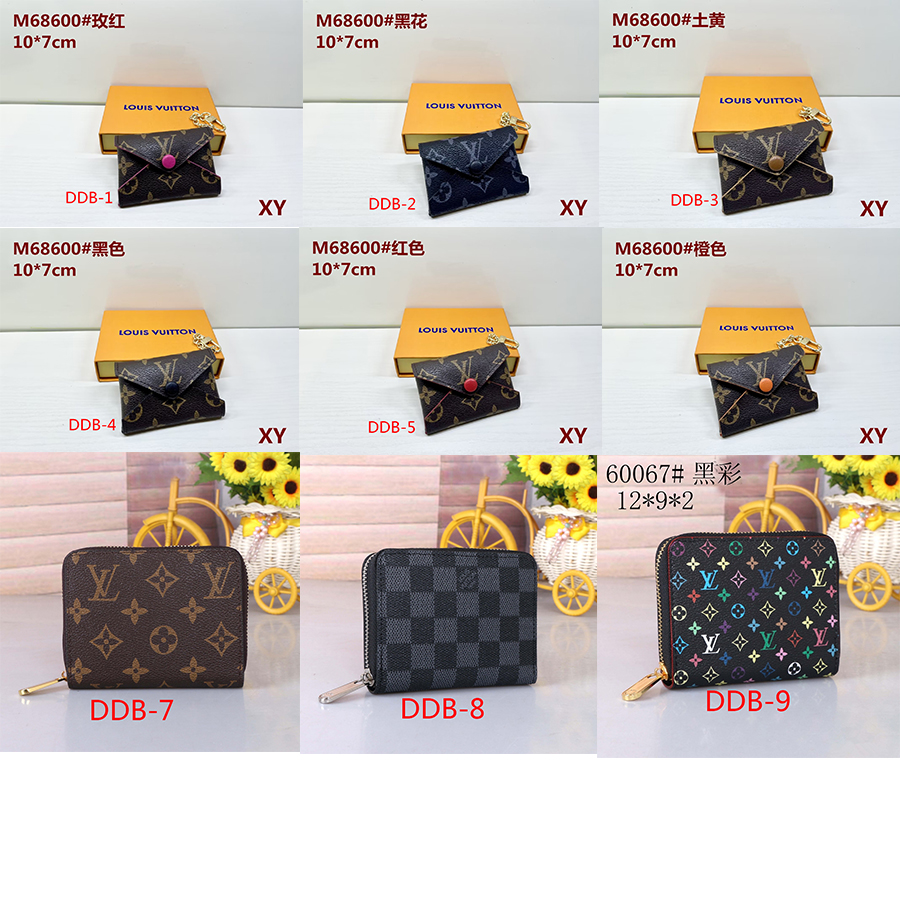 M68600#玫红
10*7cm
LOUIS VUITTON
DDB-1
XY
M68600#黑花
10*7cm
LOUIS VUITTON
DDB-2
XY
M68600#土黄
10*7cm
LOUIS VUITTON
DDB-3
XY
M68600#黑色
10*7cm
LOUIS VUITTON
DDB-4
XY
M68600#红色
10*7cm
LOUIS VUITTON
DDB-5
XY
M68600#橙色
10*7cm
LOUIS VUITTON
XY
DDB-7
DDB-8
60067# 黑彩
12*9*2
DDB-9